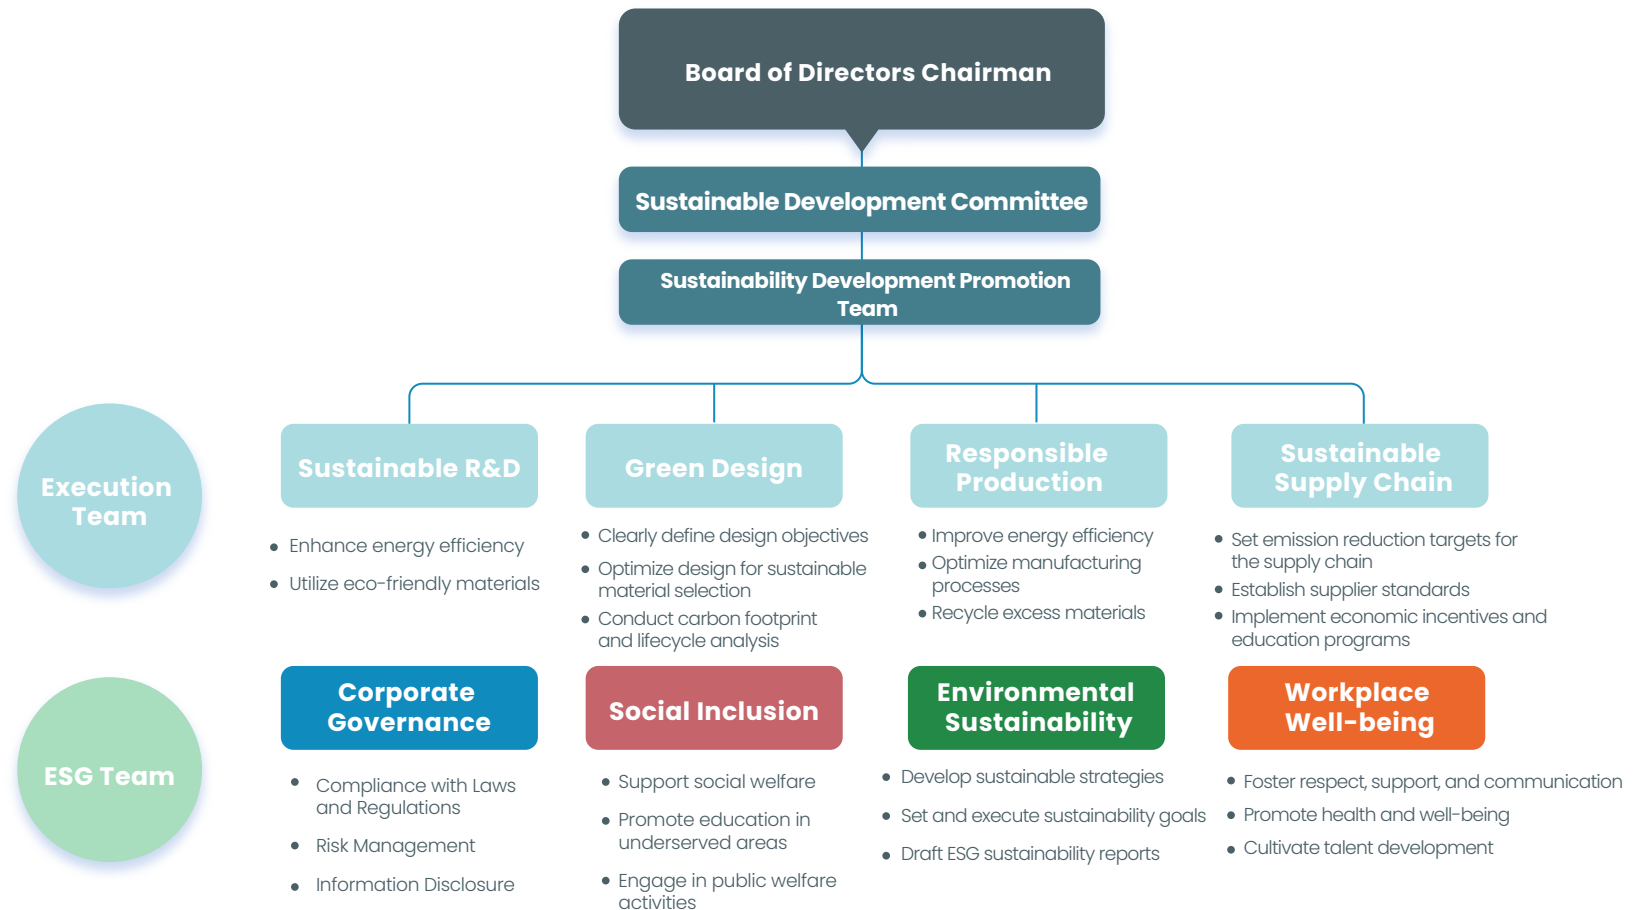 Board of Directors Chairman
Sustainable Development Committee
Sustainability Development Promotion
Team
Execution
Team
Sustainable R&D
• Enhance energy efficiency
• Utilize eco-friendly materials
Green Design
• Clearly define design objectives
• Optimize design for sustainable
material selection
• Conduct carbon footprint
and lifecycle analysis
Responsible
Production
• Improve energy efficiency
• Optimize manufacturing
processes
• Recycle excess materials
Sustainable
Supply Chain
• Set emission reduction targets for
the supply chain
• Establish supplier standards
• Implement economic incentives and
education programs
ESG Team
Corporate
Governance
• Compliance with Laws
and Regulations
• Risk Management
• Information Disclosure
Social Inclusion
• Support social welfare
• Promote education in
underserved areas
• Engage in public welfare
activities
Environmental
Sustainability
• Develop sustainable strategies
• Set and execute sustainability goals
• Draft ESG sustainability reports
Workplace
Well-being
• Foster respect, support, and communication
• Promote health and well-being
• Cultivate talent development